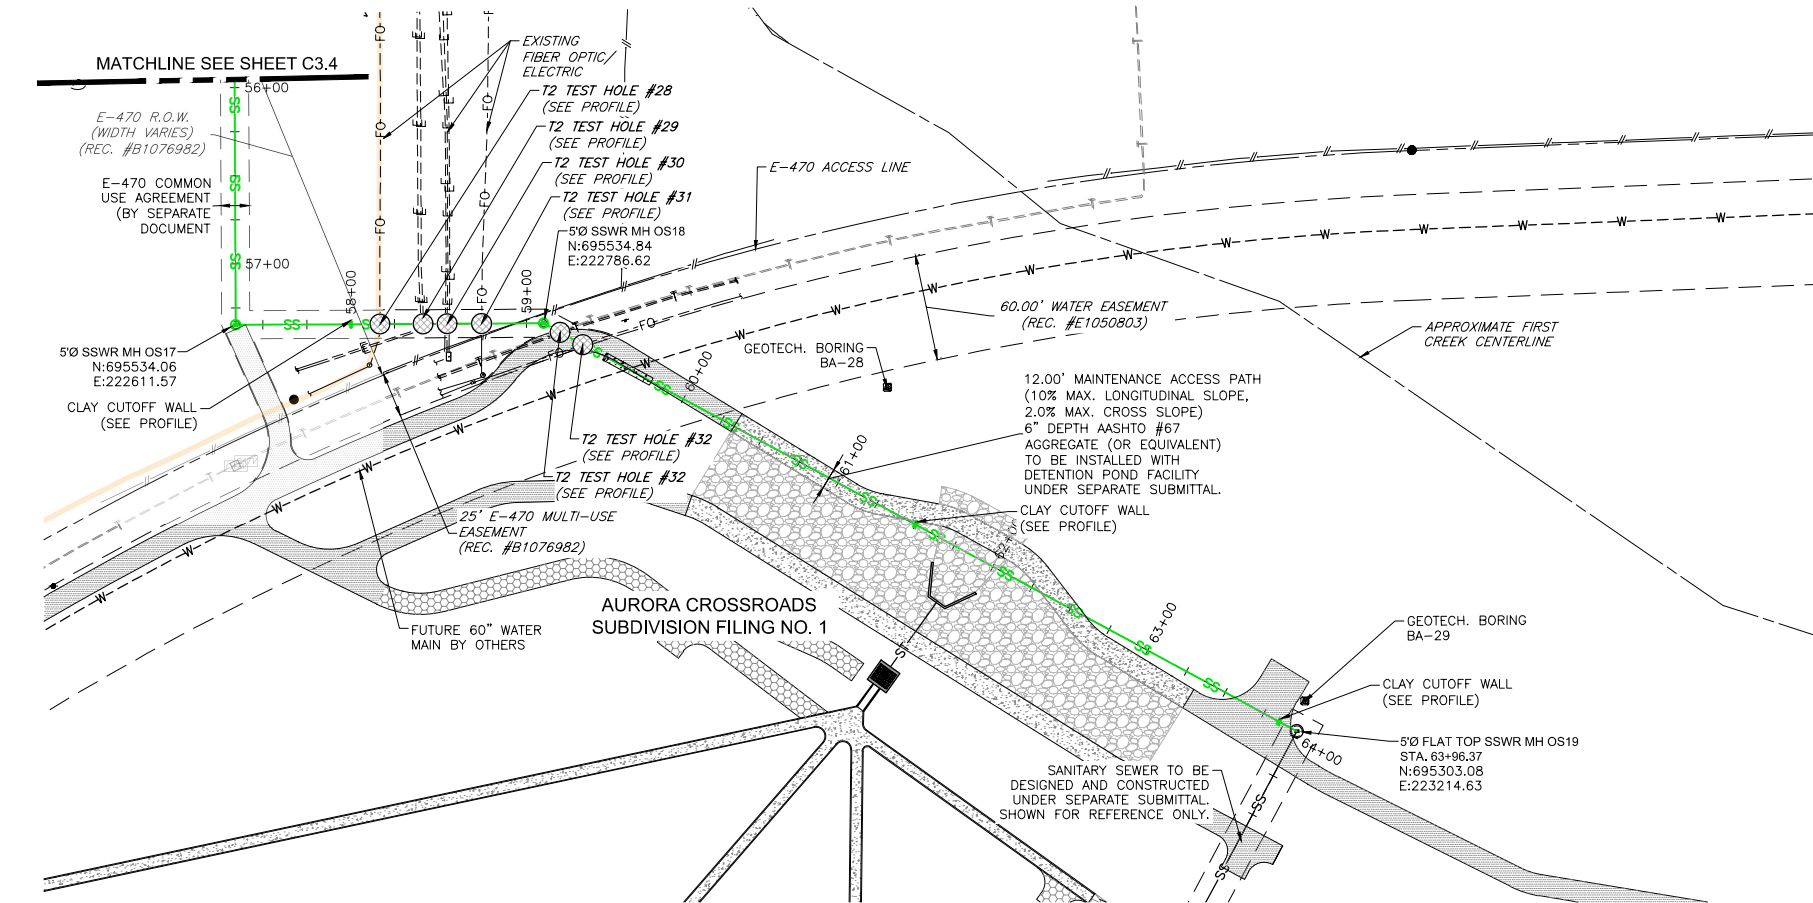 MATCHLINE SEE SHEET C3.4
56+00
E-470 R.O.W.
(WIDTH VARIES)
(REC. #B1076982)
E-470 COMMON
USE AGREEMENT
(BY SEPARATE
DOCUMENT
57+00
58+00
59+00
EXISTING
FIBER OPTIC/
ELECTRIC
T2 TEST HOLE #28
(SEE PROFILE)
T2 TEST HOLE #29
(SEE PROFILE)
T2 TEST HOLE #30
(SEE PROFILE)
T2 TEST HOLE #31
(SEE PROFILE)
5'Ø SSWR MH OS18
N:695534.84
E:222786.62
E-470 ACCESS LINE
60.00' WATER EASEMENT
(REC. #E1050803)
APPROXIMATE FIRST
CREEK CENTERLINE
5'Ø SSWR MH OS17
N:695534.06
E:222611.57
CLAY CUTOFF WALL
(SEE PROFILE)
GEOTECH. BORING
BA-28
60+00
12.00' MAINTENANCE ACCESS PATH
(10% MAX. LONGITUDINAL SLOPE,
2.0% MAX. CROSS SLOPE)
6" DEPTH AASHTO #67
AGGREGATE (OR EQUIVALENT)
TO BE INSTALLED WITH
DETENTION POND FACILITY
UNDER SEPARATE SUBMITTAL.
61+00
T2 TEST HOLE #32
(SEE PROFILE)
T2 TEST HOLE #32
(SEE PROFILE)
CLAY CUTOFF WALL
(SEE PROFILE)
25' E-470 MULTI-USE
EASEMENT
(REC. #B1076982)
FUTURE 60" WATER
MAIN BY OTHERS
AURORA CROSSROADS
SUBDIVISION FILING NO. 1
63+00
GEOTECH. BORING
BA-29
CLAY CUTOFF WALL
(SEE PROFILE)
64+00
5'Ø FLAT TOP SSWR MH OS19
STA. 63+96.37
N:695303.08
E:223214.63
SANITARY SEWER TO BE
DESIGNED AND CONSTRUCTED
UNDER SEPARATE SUBMITTAL.
SHOWN FOR REFERENCE ONLY.